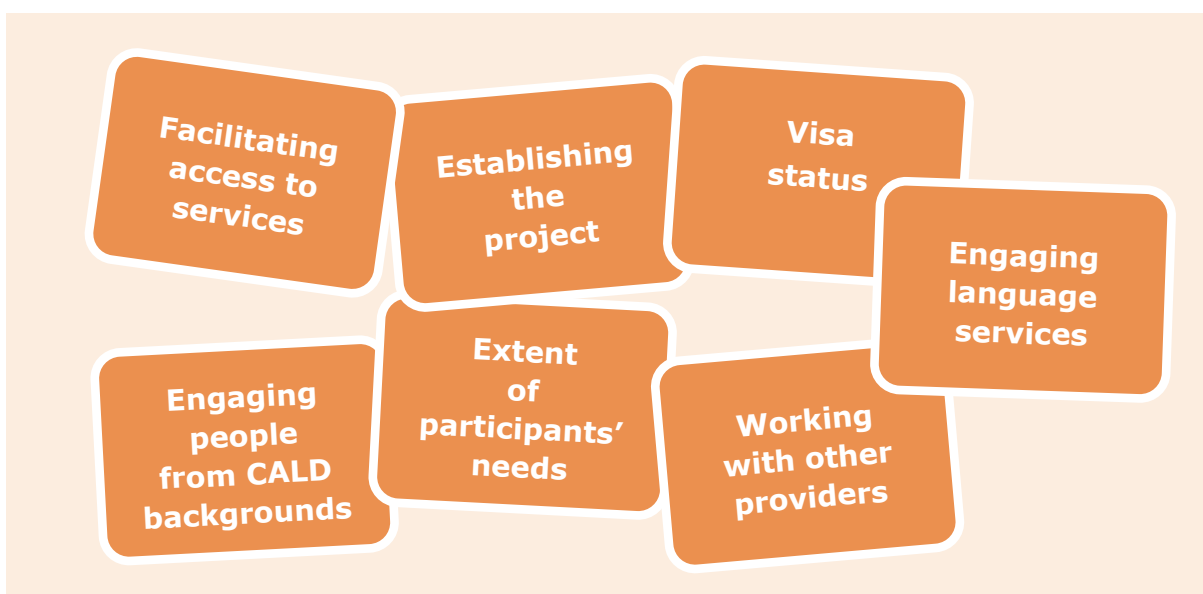 Facilitating
access to
services
Establishing
the
project
Visa
status
Engaging
language
services
Engaging
people
from CALD
backgrounds
Extent
of
participants’
needs
Working
with other
providers